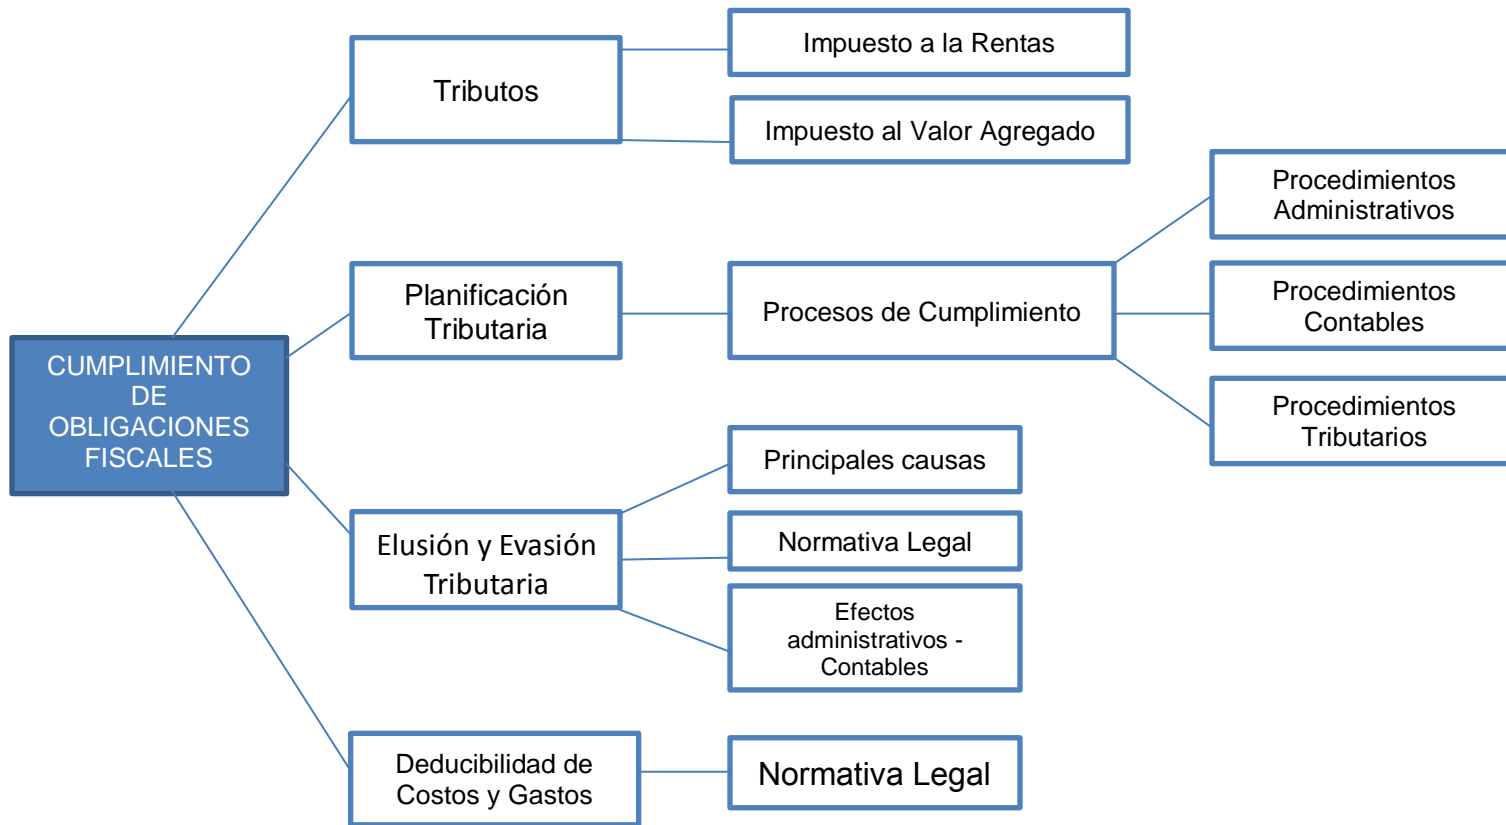 CUMPLIMIENTO
DE
OBLIGACIONES
FISCALES
Tributos
Impuesto a la Rentas
Impuesto al Valor Agregado
Planificación
Tributaria
Procesos de Cumplimiento
Procedimientos
Administrativos
Procedimientos
Contables
Procedimientos
Tributarios
Elusión y Evasión
Tributaria
Principales causas
Normativa Legal
Efectos
administrativos -
Contables
Deducibilidad de
Costos y Gastos
Normativa Legal